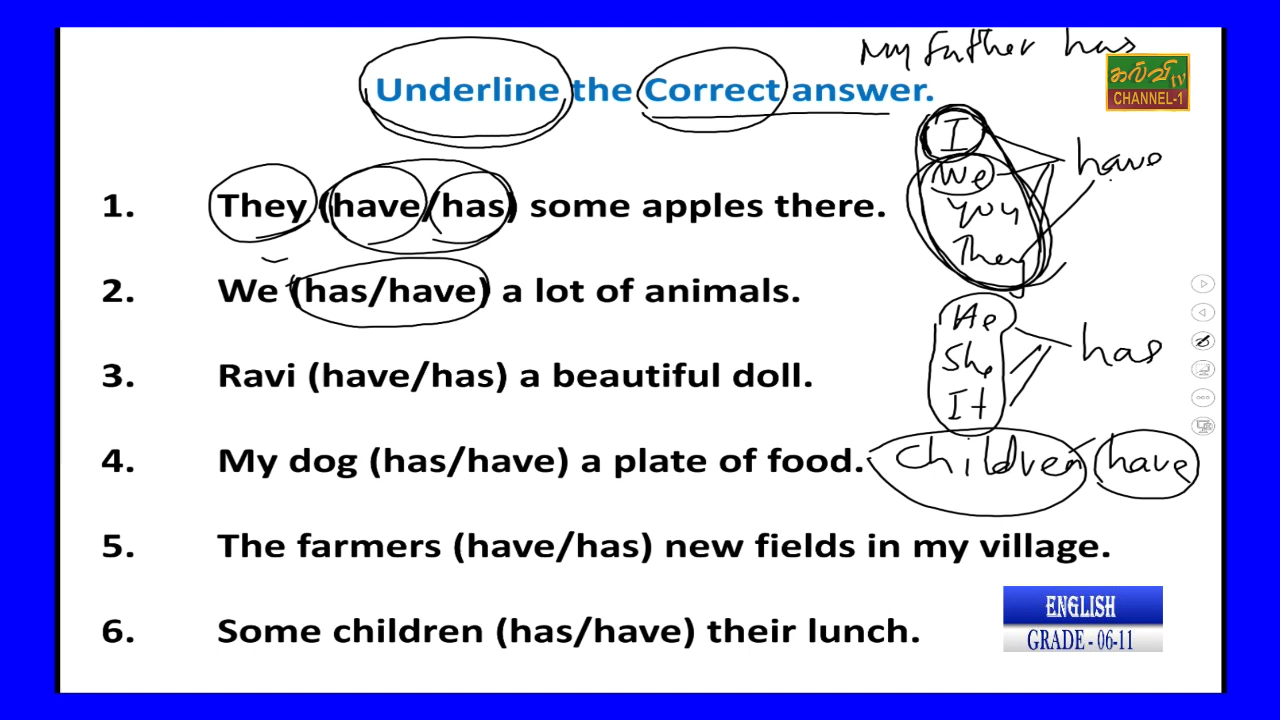 My father has
Underline the Correct answer.
கல்வி TV
CHANNEL-1
I
We
You
They
have
1. They (have/has) some apples there.
2. We (has/have) a lot of animals.
He
She
It
has
3. Ravi (have/has) a beautiful doll.
4. My dog (has/have) a plate of food.
children have
5. The farmers (have/has) new fields in my village.
6. Some children (has/have) their lunch.
ENGLISH
GRADE - 06-11